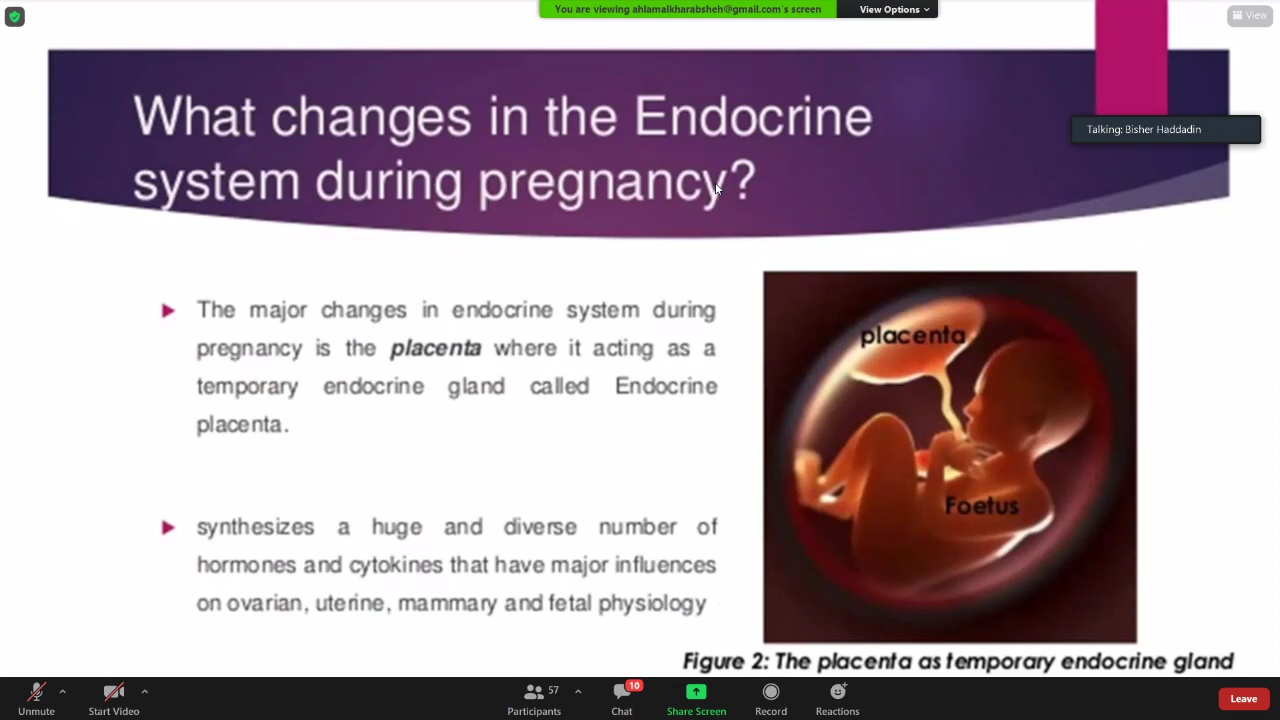 You are viewing ahlamalkharabsheh@gmail.com's screen
View Options
View
What changes in the Endocrine
system during pregnancy?
Talking: Bisher Haddadin
The major changes in endocrine system during
pregnancy is the placenta where it acting as a
temporary endocrine gland called Endocrine
placenta.
synthesizes a huge and diverse number of
hormones and cytokines that have major influences
on ovarian, uterine, mammary and fetal physiology
placenta
Foetus
Figure 2: The placenta as temporary endocrine gland
Unmute
Start Video
57
Participants
10
Chat
Share Screen
Record
Reactions
Leave